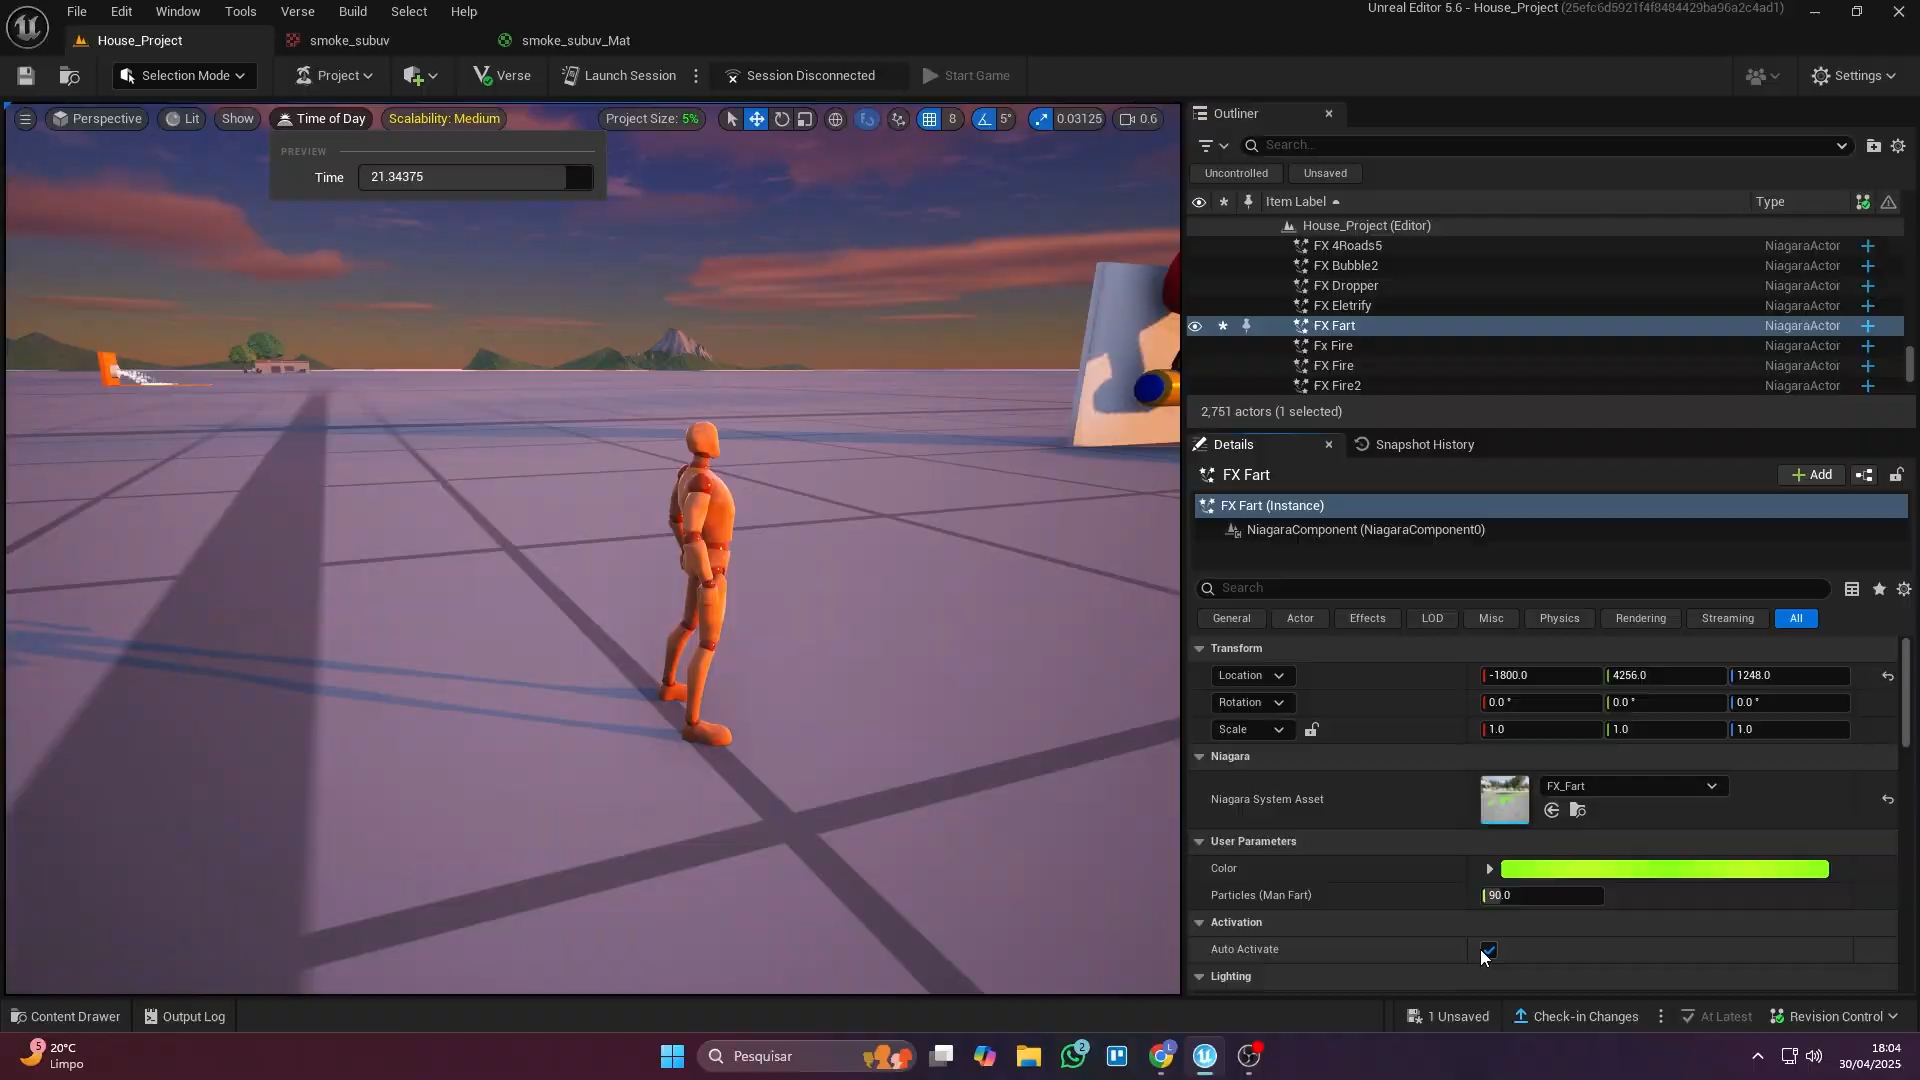 File Edit Window Tools Verse Build Select Help
Unreal Editor 5.6 - House_Project (25efc6d5921f4f8484429ba96a2c4ad1)
House_Project smoke_subuv smoke_subuv_Mat
Selection Mode Project Verse Launch Session Session Disconnected Start Game Settings
Perspective Lit Show Time of Day Scalability: Medium Project Size: 5% 8 5° 0.03125 0.6
PREVIEW
Time 21.34375
Outliner
Search...
Uncontrolled Unsaved
Item Label Type
House_Project (Editor)
FX 4Roads5 NiagaraActor
FX Bubble2 NiagaraActor
FX Dropper NiagaraActor
FX Eletrify NiagaraActor
FX Fart NiagaraActor
Fx Fire NiagaraActor
FX Fire NiagaraActor
FX Fire2 NiagaraActor
2,751 actors (1 selected)
Details Snapshot History
FX Fart Add
FX Fart (Instance)
NiagaraComponent (NiagaraComponent0)
Search
General Actor Effects LOD Misc Physics Rendering Streaming All
Transform
Location -1800.0 4256.0 1248.0
Rotation 0.0 ° 0.0 ° 0.0 °
Scale 1.0 1.0 1.0
Niagara
Niagara System Asset FX_Fart
User Parameters
Color
Particles (Man Fart) 90.0
Activation
Auto Activate
Lighting
Content Drawer Output Log 1 Unsaved Check-in Changes At Latest Revision Control
5 20°C
Limpo
Pesquisar
2
L
18:04
30/04/2025